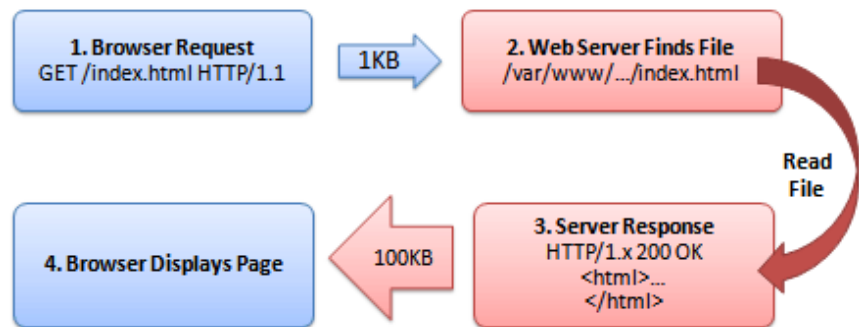 1. Browser Request
GET /index.html HTTP/1.1
1KB
2. Web Server Finds File
/var/www/.../index.html
Read
File
3. Server Response
HTTP/1.x 200 OK
<html>...
</html>
100KB
4. Browser Displays Page